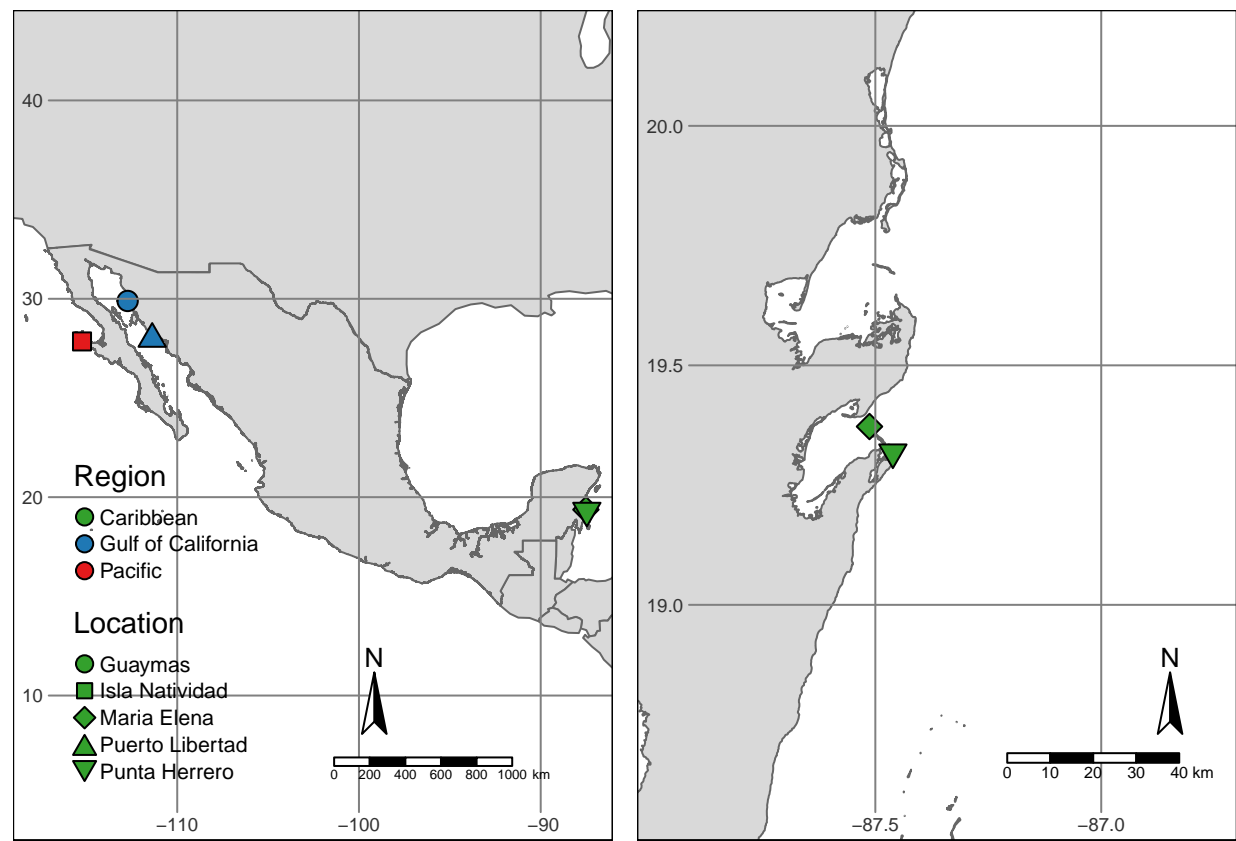 40
30
20
10
Region
Caribbean
Gulf of California
Pacific
Location
Guaymas
Isla Natividad
Maria Elena
Puerto Libertad
Punta Herrero
N
0 200 400 600 800 1000 km
−110 −100 −90
20.0
19.5
19.0
N
0 10 20 30 40 km
−87.5 −87.0